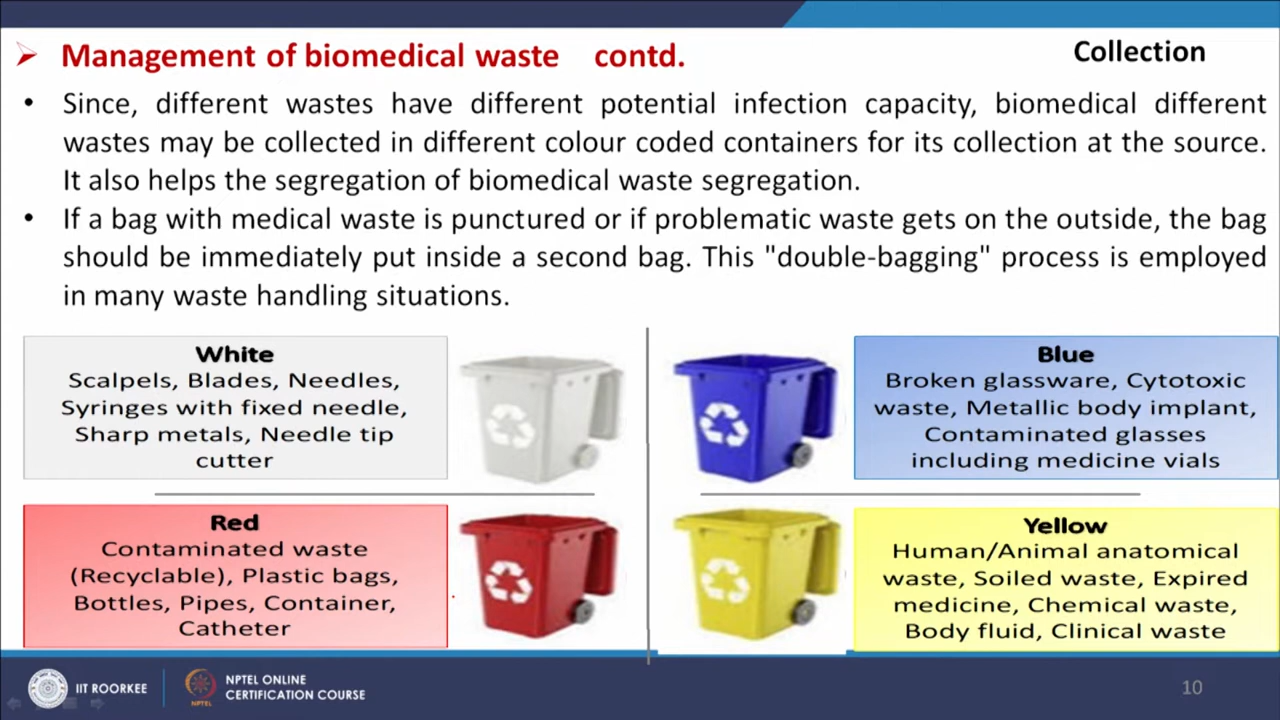 Management of biomedical waste contd.
Collection
• Since, different wastes have different potential infection capacity, biomedical different
wastes may be collected in different colour coded containers for its collection at the source.
It also helps the segregation of biomedical waste segregation.
• If a bag with medical waste is punctured or if problematic waste gets on the outside, the bag
should be immediately put inside a second bag. This "double-bagging" process is employed
in many waste handling situations.
White
Scalpels, Blades, Needles,
Syringes with fixed needle,
Sharp metals, Needle tip
cutter
Blue
Broken glassware, Cytotoxic
waste, Metallic body implant,
Contaminated glasses
including medicine vials
Red
Contaminated waste
(Recyclable), Plastic bags,
Bottles, Pipes, Container,
Catheter
Yellow
Human/Animal anatomical
waste, Soiled waste, Expired
medicine, Chemical waste,
Body fluid, Clinical waste
IIT ROORKEE
NPTEL
NPTEL ONLINE
CERTIFICATION COURSE
10